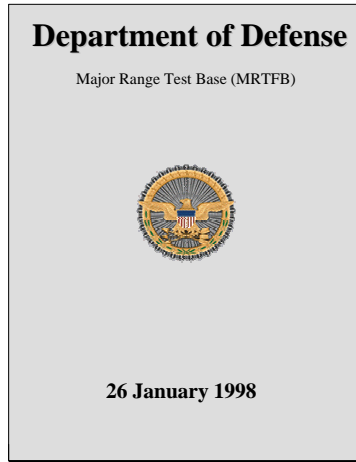 Department of Defense
Major Range Test Base (MRTFB)
26 January 1998